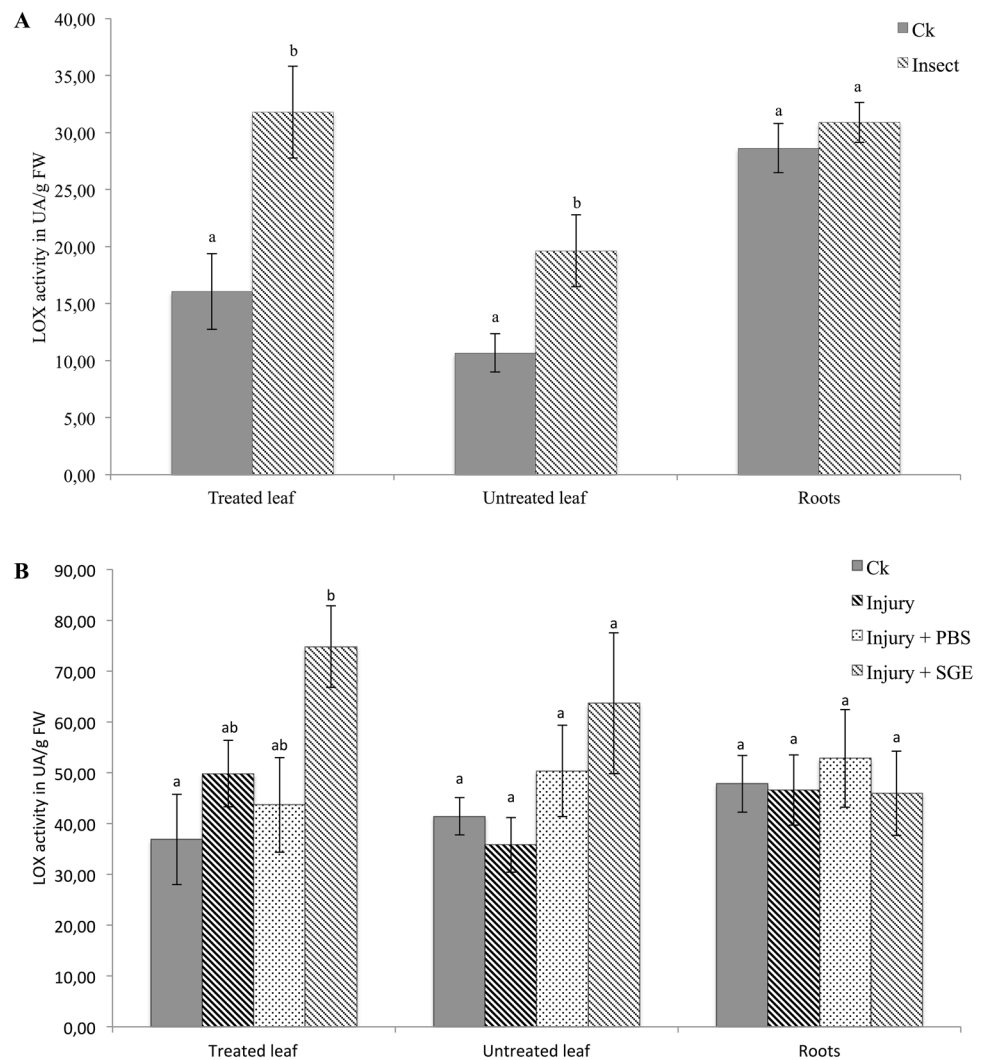 A
40,00
35,00
30,00
25,00
20,00
15,00
10,00
5,00
0,00
LOX activity in UA/g FW
Ck
Insect
a
b
a
b
a
a
Treated leaf
Untreated leaf
Roots
B
90,00
80,00
70,00
60,00
50,00
40,00
30,00
20,00
10,00
0,00
LOX activity in UA/g FW
Ck
Injury
Injury + PBS
Injury + SGE
a
ab
ab
b
a
a
a
a
a
a
a
a
Treated leaf
Untreated leaf
Roots